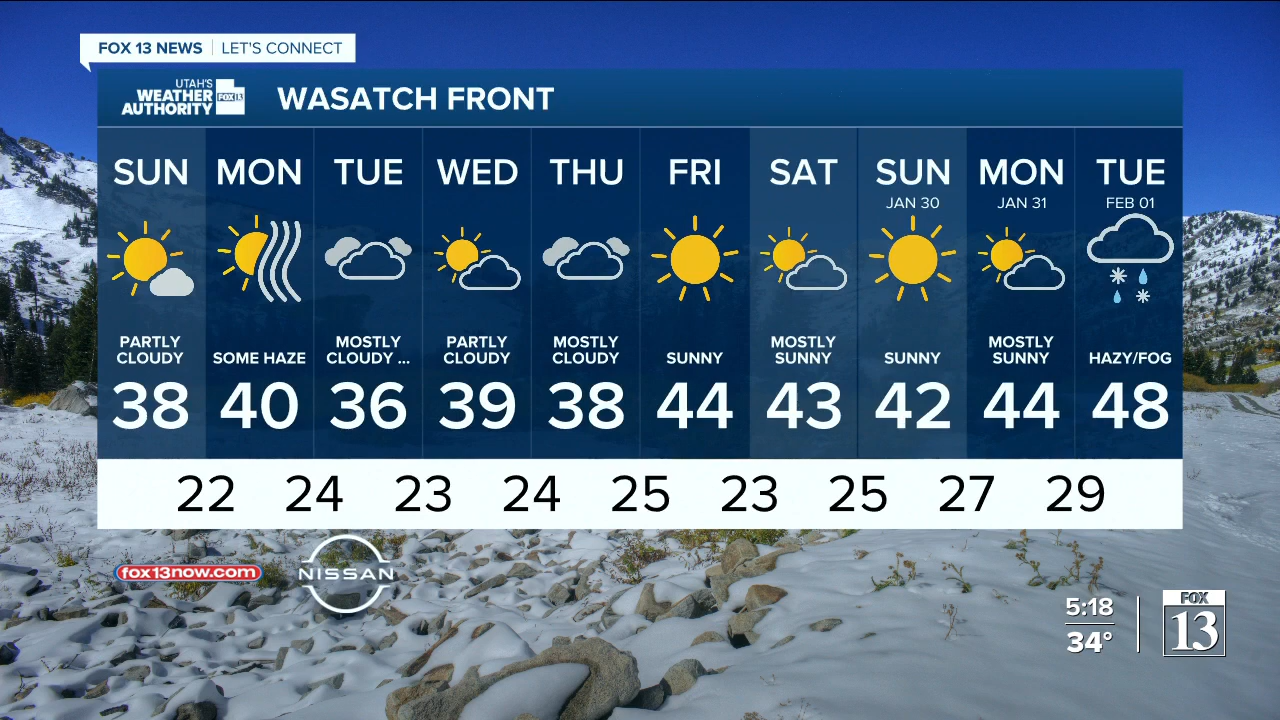 FOX 13 NEWS | LET'S CONNECT
UTAH'S
WEATHER
AUTHORITY
FOX 13
WASATCH FRONT
SUN MON TUE WED THU FRI SAT SUN MON TUE
JAN 30 JAN 31 FEB 01
PARTLY CLOUDY
SOME HAZE
MOSTLY CLOUDY ...
PARTLY CLOUDY
MOSTLY CLOUDY
SUNNY
MOSTLY SUNNY
SUNNY
MOSTLY SUNNY
HAZY/FOG
38 40 36 39 38 44 43 42 44 48
22 24 23 24 25 23 25 27 29
fox13now.com
NISSAN
5:18
34°
FOX
13